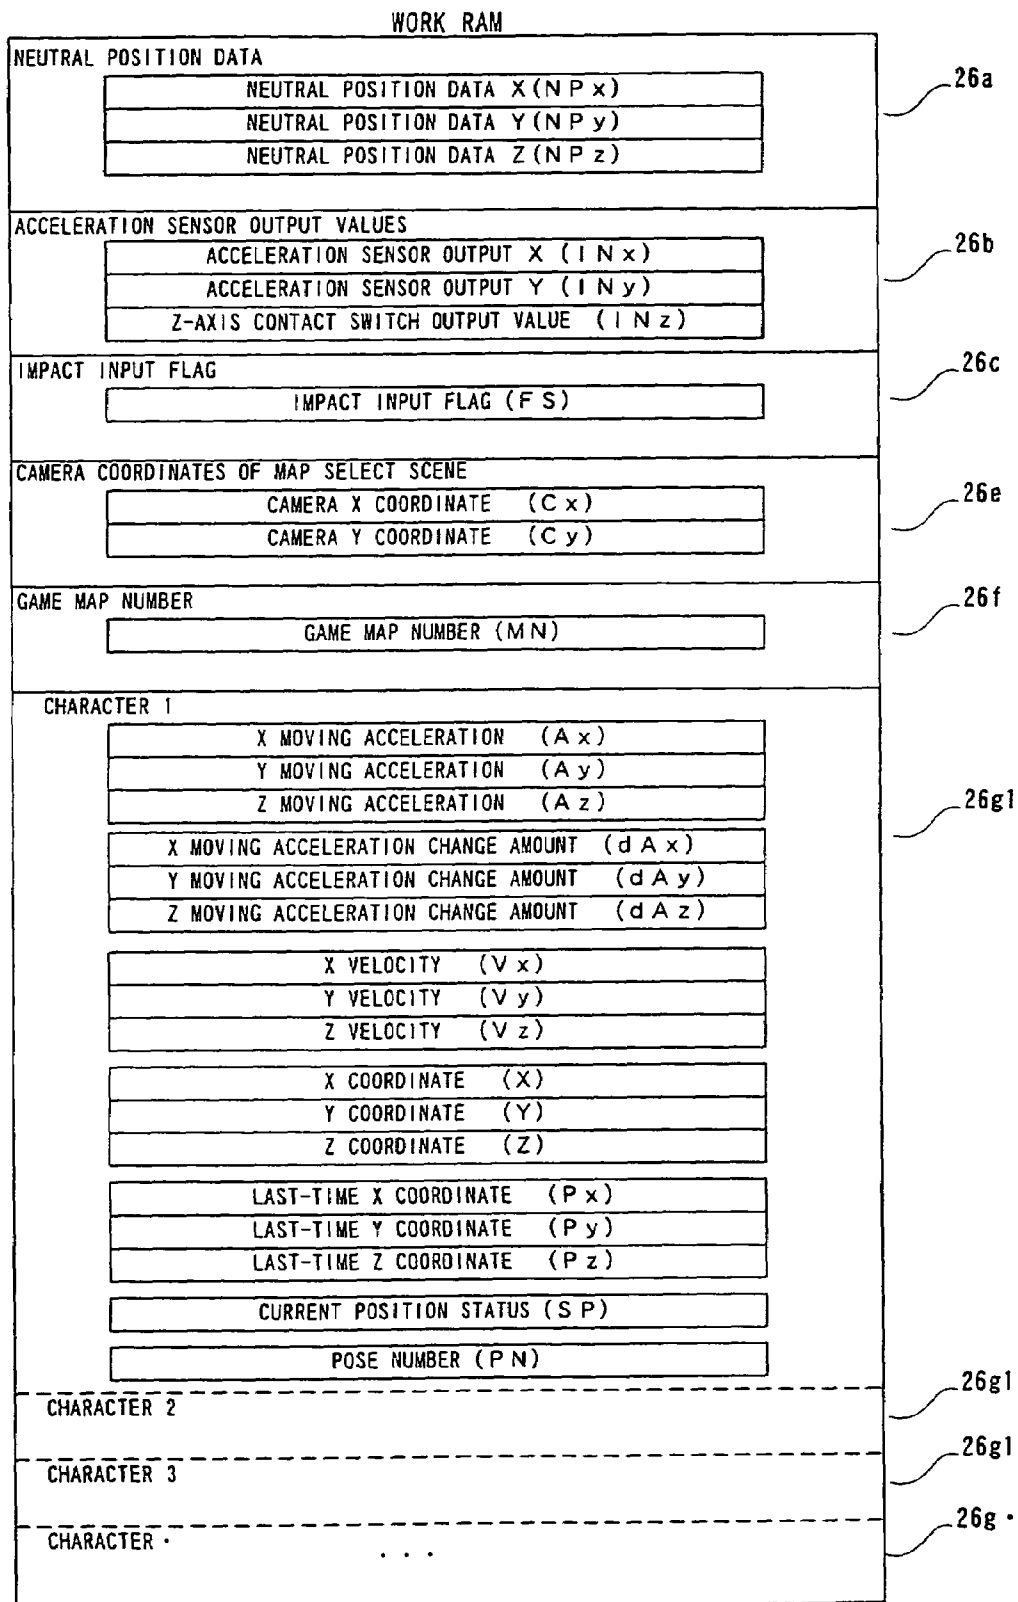 WORK RAM
NEUTRAL POSITION DATA
NEUTRAL POSITION DATA X(NPx)
26a
NEUTRAL POSITION DATA Y(NPy)
NEUTRAL POSITION DATA Z(NPz)
ACCELERATION SENSOR OUTPUT VALUES
ACCELERATION SENSOR OUTPUT X (INx)
26b
ACCELERATION SENSOR OUTPUT Y (INy)
Z-AXIS CONTACT SWITCH OUTPUT VALUE (INz)
IMPACT INPUT FLAG
26c
IMPACT INPUT FLAG (FS)
CAMERA COORDINATES OF MAP SELECT SCENE
CAMERA X COORDINATE (Cx)
26e
CAMERA Y COORDINATE (Cy)
GAME MAP NUMBER
26f
GAME MAP NUMBER (MN)
CHARACTER 1
X MOVING ACCELERATION (Ax)
Y MOVING ACCELERATION (Ay)
Z MOVING ACCELERATION (Az)
26g1
X MOVING ACCELERATION CHANGE AMOUNT (dAx)
Y MOVING ACCELERATION CHANGE AMOUNT (dAy)
Z MOVING ACCELERATION CHANGE AMOUNT (dAz)
X VELOCITY (Vx)
Y VELOCITY (Vy)
Z VELOCITY (Vz)
X COORDINATE (X)
Y COORDINATE (Y)
Z COORDINATE (Z)
LAST-TIME X COORDINATE (Px)
LAST-TIME Y COORDINATE (Py)
LAST-TIME Z COORDINATE (Pz)
CURRENT POSITION STATUS (SP)
POSE NUMBER (PN)
26g1
CHARACTER 2
26g1
CHARACTER 3
26g·
CHARACTER · ...